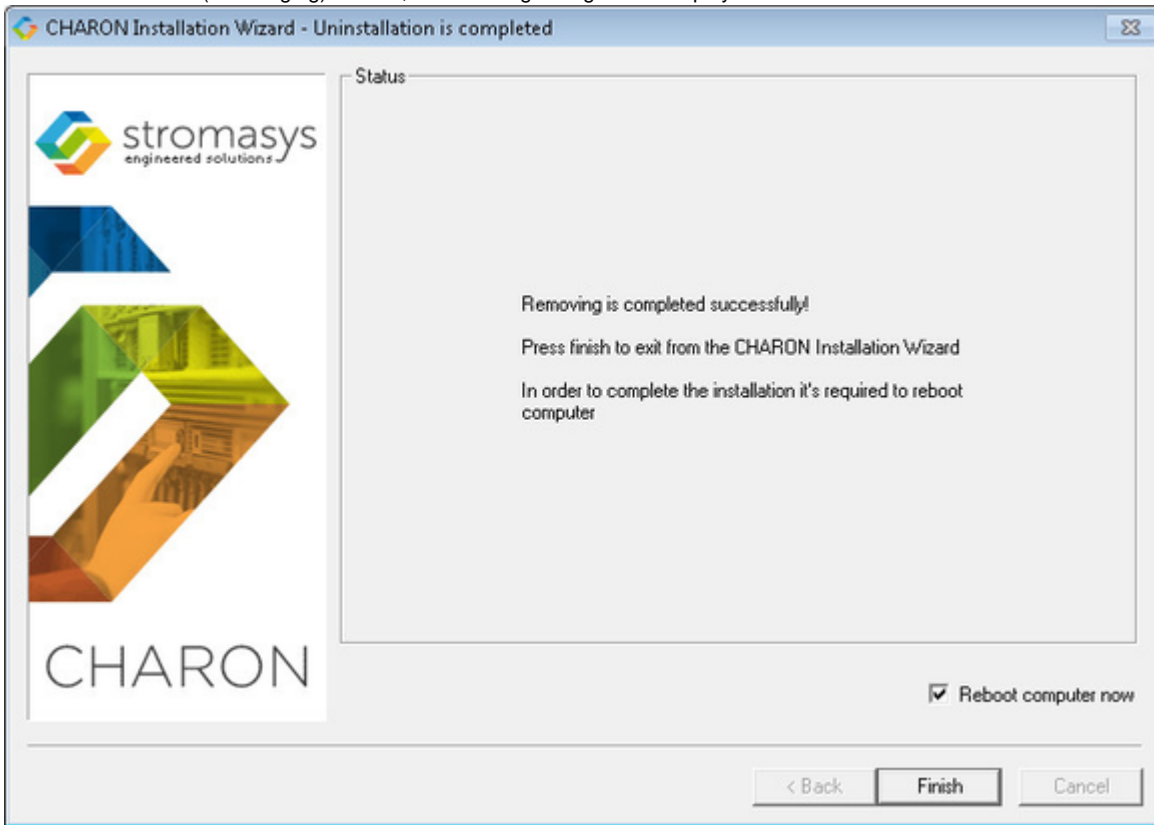 CHARON Installation Wizard - Uninstallation is completed
stromasys
engineered solutions
CHARON
Status
Removing is completed successfully!
Press finish to exit from the CHARON Installation Wizard
In order to complete the installation it's required to reboot
computer
Reboot computer now
< Back
Finish
Cancel